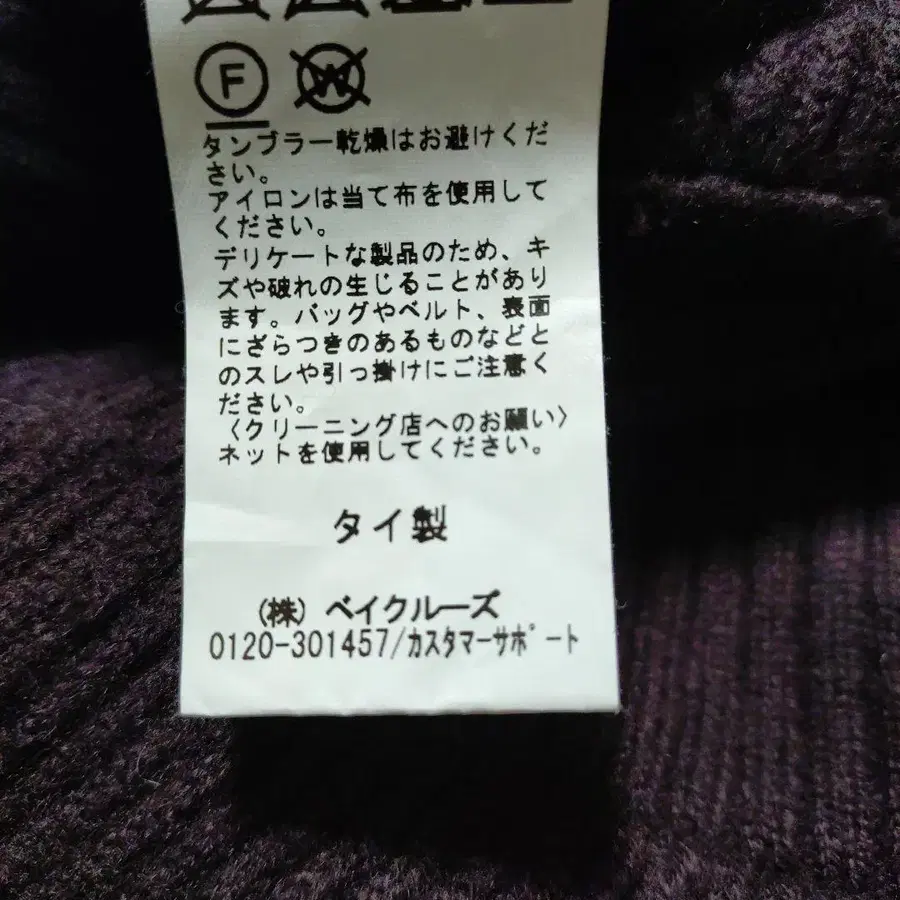 F W
タンブラー乾燥はお避けくだ
さい。
アイロンは当て布を使用して
ください。
デリケートな製品のため、キ
ズや破れの生じることがあり
ます。バッグやベルト、表面
にざらつきのあるものなどと
のスレや引っ掛けにご注意く
ださい。
〈クリーニング店へのお願い〉
ネットを使用してください。
タイ製
(株) ベイクルーズ
0120-301457/カスタマーサポート